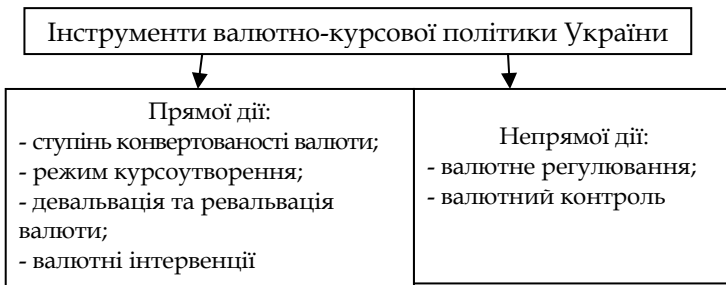 Інструменти валютно-курсової політики України
Прямої дії:
- ступінь конвертованості валюти;
- режим курсоутворення;
- девальвація та ревальвація
валюти;
- валютні інтервенції
Непрямої дії:
- валютне регулювання;
- валютний контроль